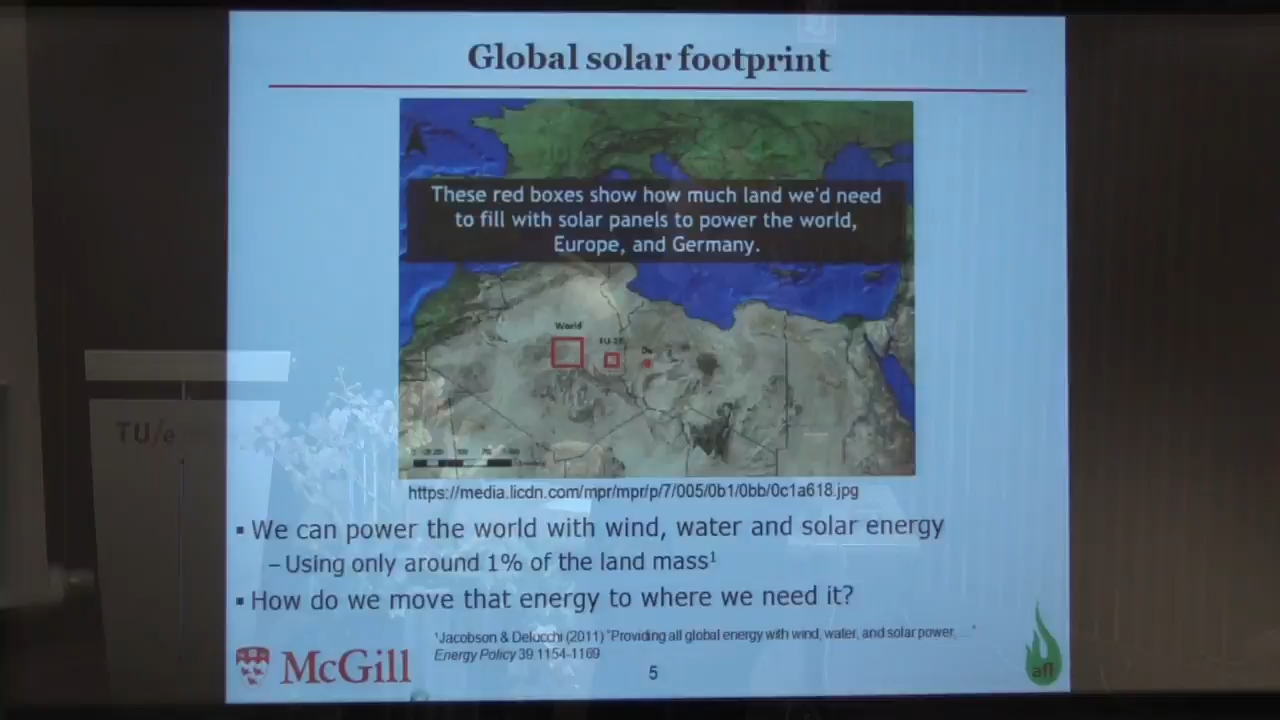 Global solar footprint
These red boxes show how much land we'd need
to fill with solar panels to power the world,
Europe, and Germany.
World
EU-25
De
https://media.licdn.com/mpr/mpr/p/7/005/0b1/0bb/0c1a618.jpg
▪ We can power the world with wind, water and solar energy
– Using only around 1% of the land mass¹
▪ How do we move that energy to where we need it?
¹Jacobson & Delucchi (2011) "Providing all global energy with wind, water, and solar power, ..."
Energy Policy 39 1154-1169
McGill
5
afl
TU/e